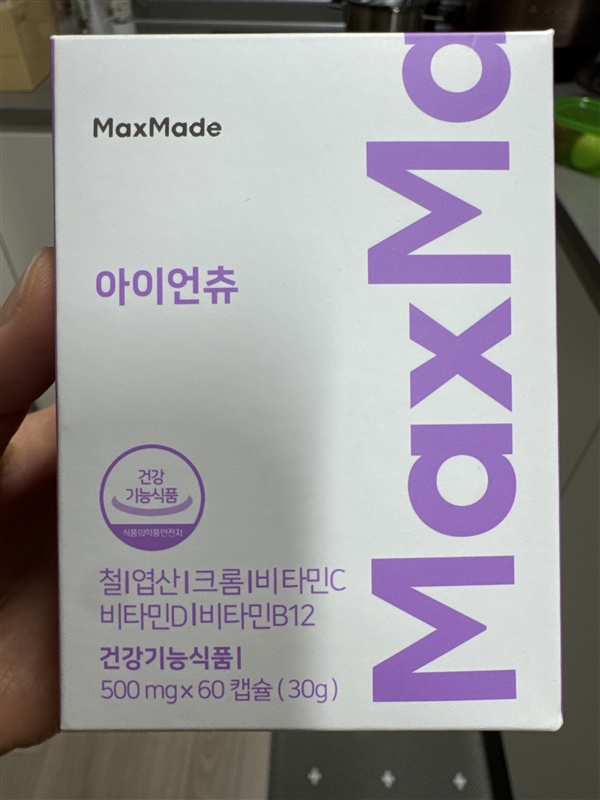 MaxMade
아이언츄
건강
기능식품
식품의약품안전처
철|엽산|크롬|비타민C
비타민D|비타민B12
건강기능식품|
500 mg x 60 캡슐 ( 30g )
MaxMa